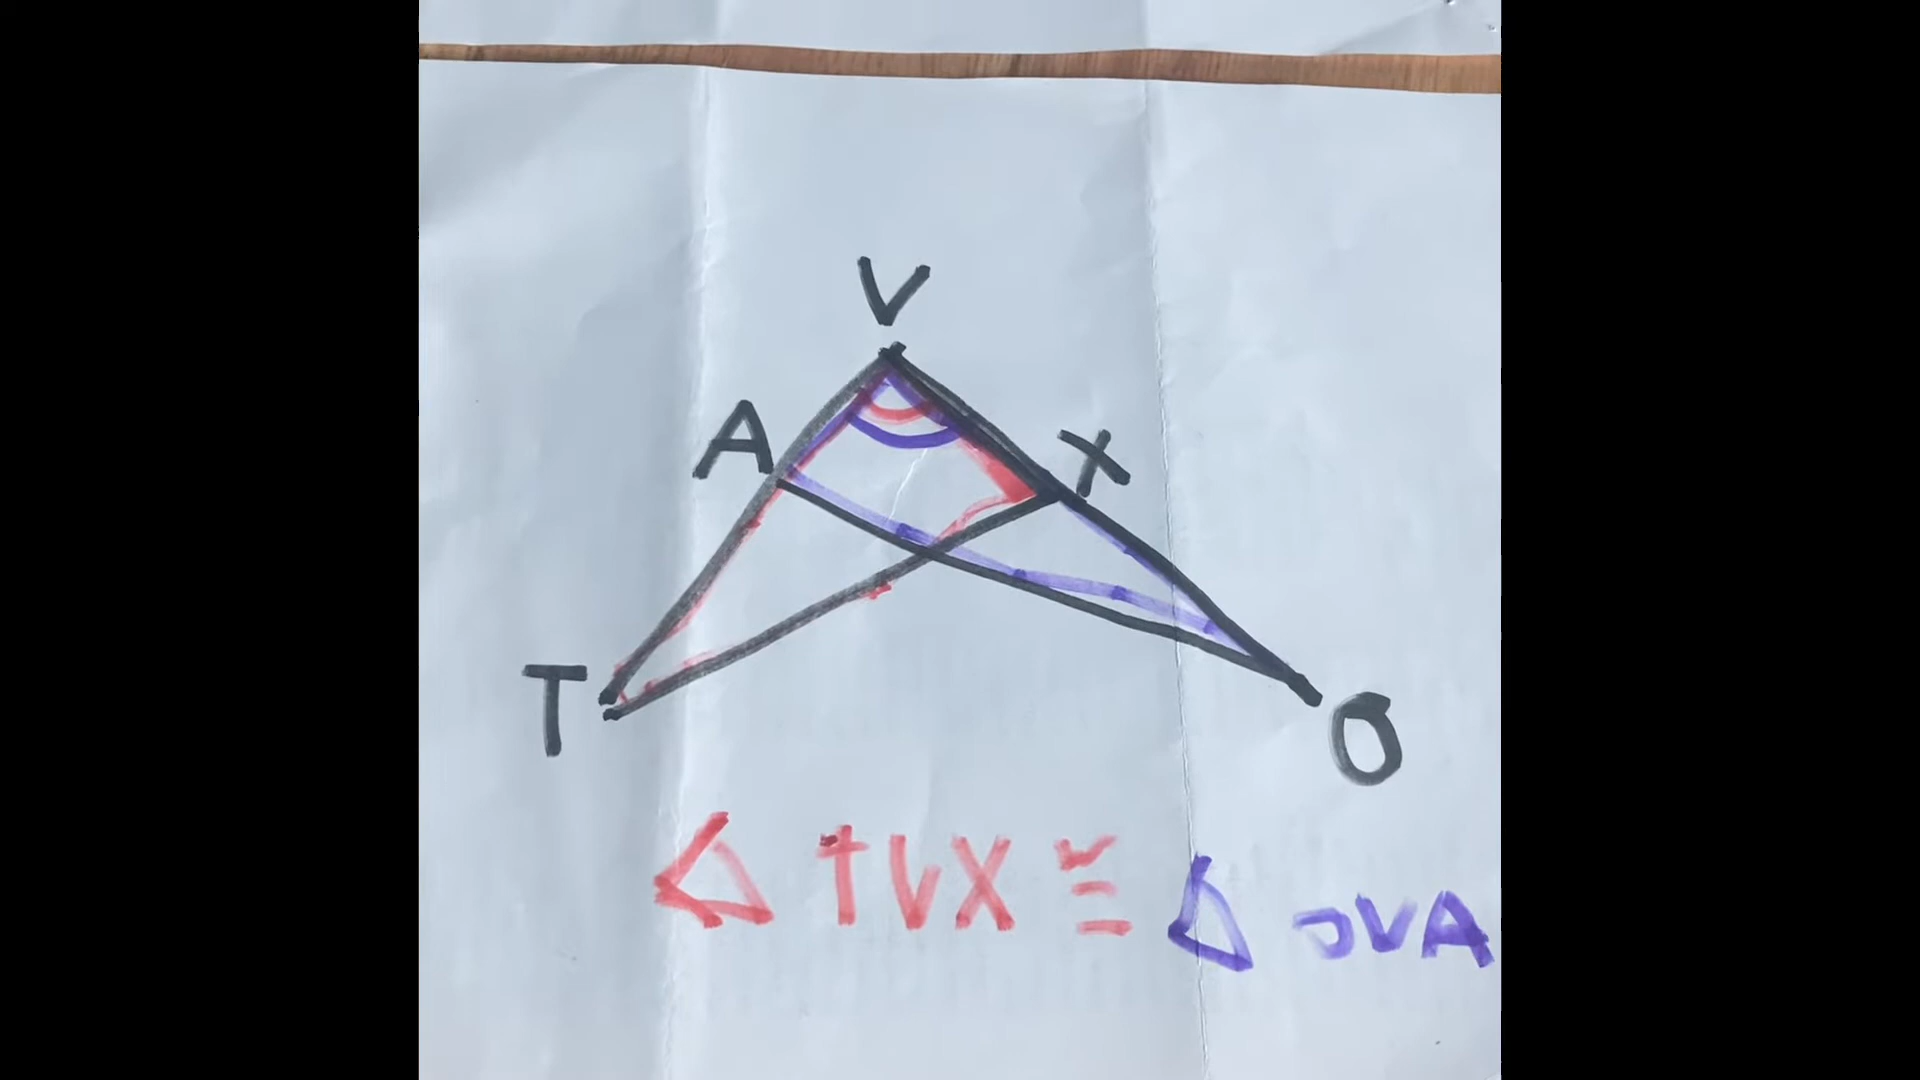 V
A X
T O
△ TVX ≅ △ OVA